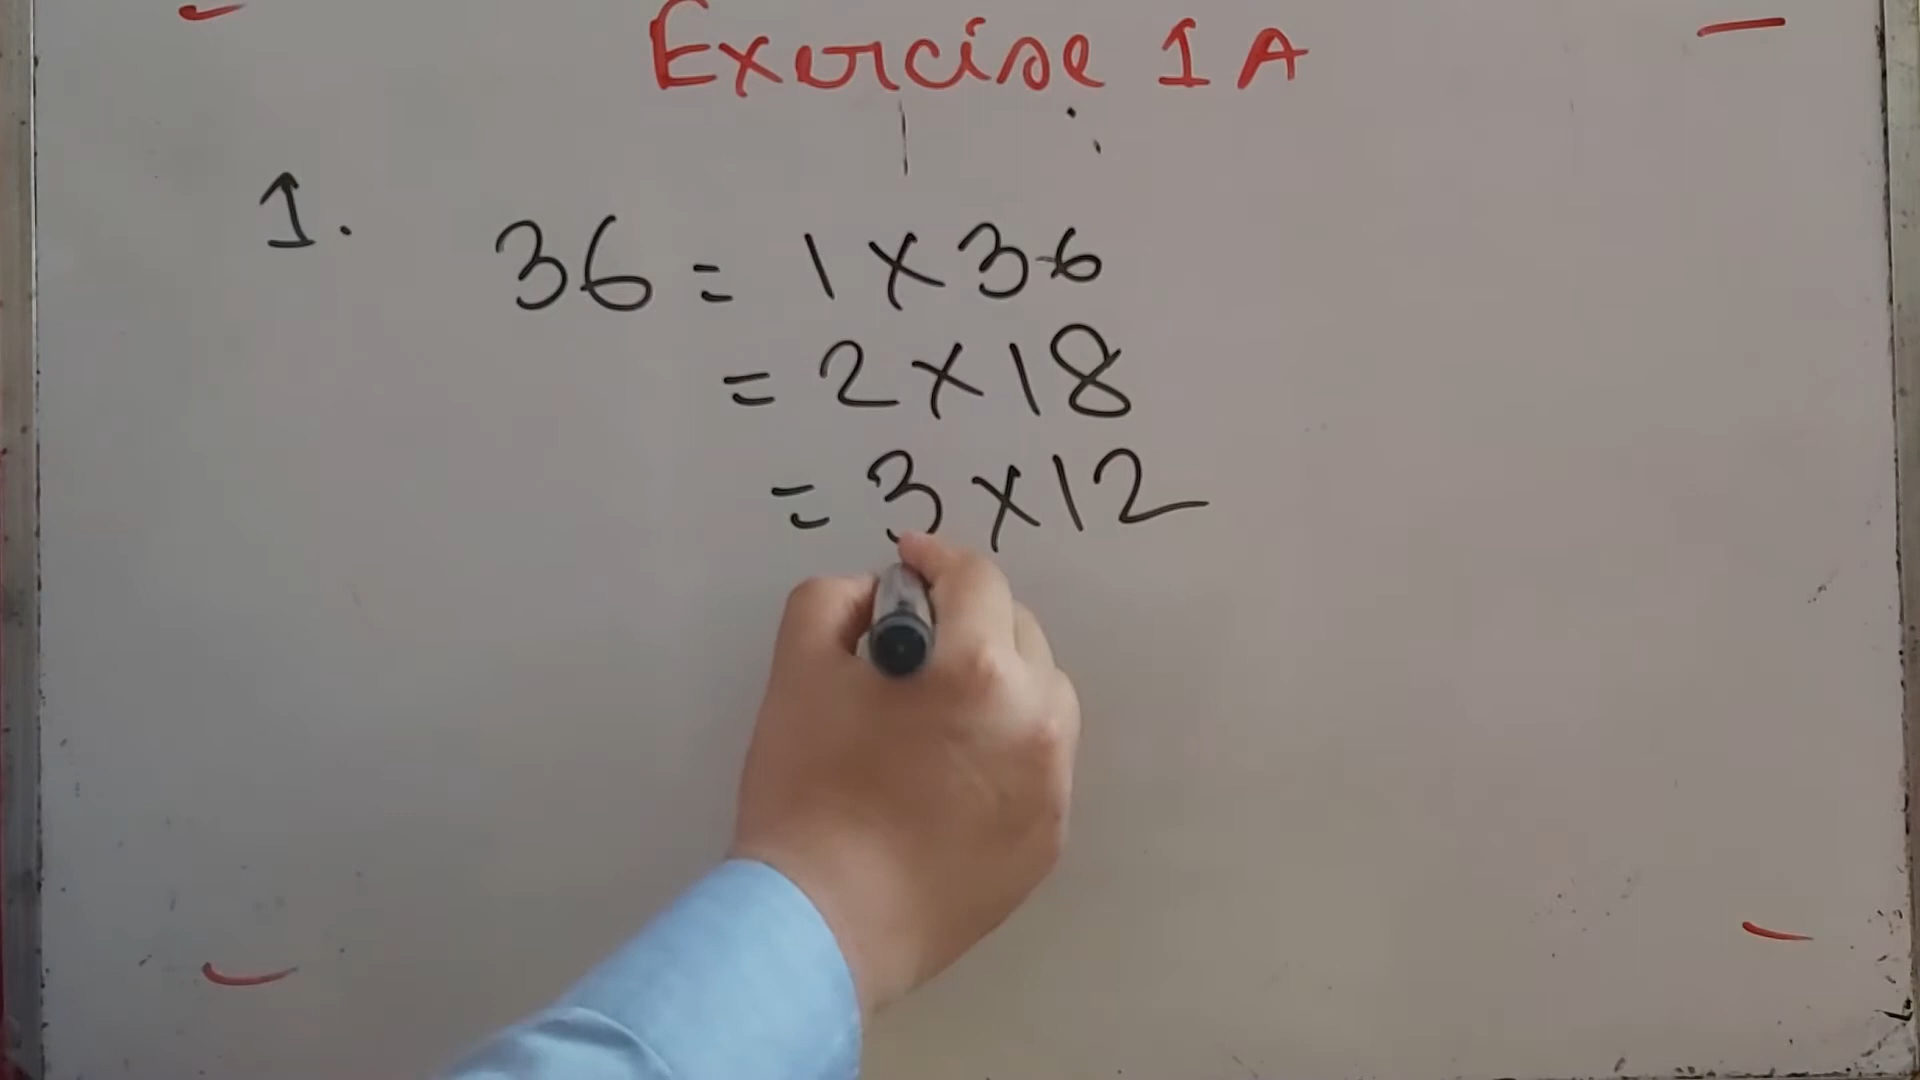 Exercise 1A
1. 36 = 1 × 36
= 2 × 18
= 3 × 12